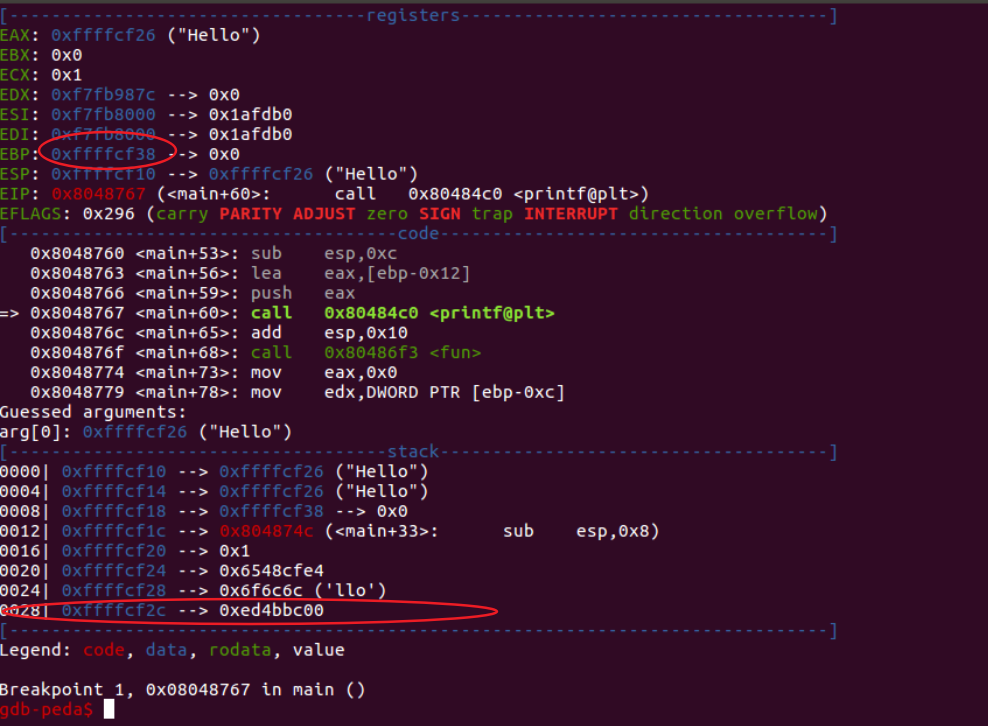 [----------------------------------registers-----------------------------------]
EAX: 0xffffcf26 ("Hello")
EBX: 0x0
ECX: 0x1
EDX: 0xf7fb987c --> 0x0
ESI: 0xf7fb8000 --> 0x1afdb0
EDI: 0xf7fb8000 --> 0x1afdb0
EBP: 0xffffcf38 --> 0x0
ESP: 0xffffcf10 --> 0xffffcf26 ("Hello")
EIP: 0x8048767 (<main+60>:      call   0x80484c0 <printf@plt>)
EFLAGS: 0x296 (carry PARITY ADJUST zero SIGN trap INTERRUPT direction overflow)
[-------------------------------------code-------------------------------------]
   0x8048760 <main+53>: sub    esp,0xc
   0x8048763 <main+56>: lea    eax,[ebp-0x12]
   0x8048766 <main+59>: push   eax
=> 0x8048767 <main+60>: call   0x80484c0 <printf@plt>
   0x804876c <main+65>: add    esp,0x10
   0x804876f <main+68>: call   0x80486f3 <fun>
   0x8048774 <main+73>: mov    eax,0x0
   0x8048779 <main+78>: mov    edx,DWORD PTR [ebp-0xc]
Guessed arguments:
arg[0]: 0xffffcf26 ("Hello")
[------------------------------------stack-------------------------------------]
0000| 0xffffcf10 --> 0xffffcf26 ("Hello")
0004| 0xffffcf14 --> 0xffffcf26 ("Hello")
0008| 0xffffcf18 --> 0xffffcf38 --> 0x0
0012| 0xffffcf1c --> 0x804874c (<main+33>:      sub    esp,0x8)
0016| 0xffffcf20 --> 0x1
0020| 0xffffcf24 --> 0x6548cfe4
0024| 0xffffcf28 --> 0x6f6c6c ('llo')
0028| 0xffffcf2c --> 0xed4bbc00
[------------------------------------------------------------------------------]
Legend: code, data, rodata, value

Breakpoint 1, 0x08048767 in main ()
gdb-peda$